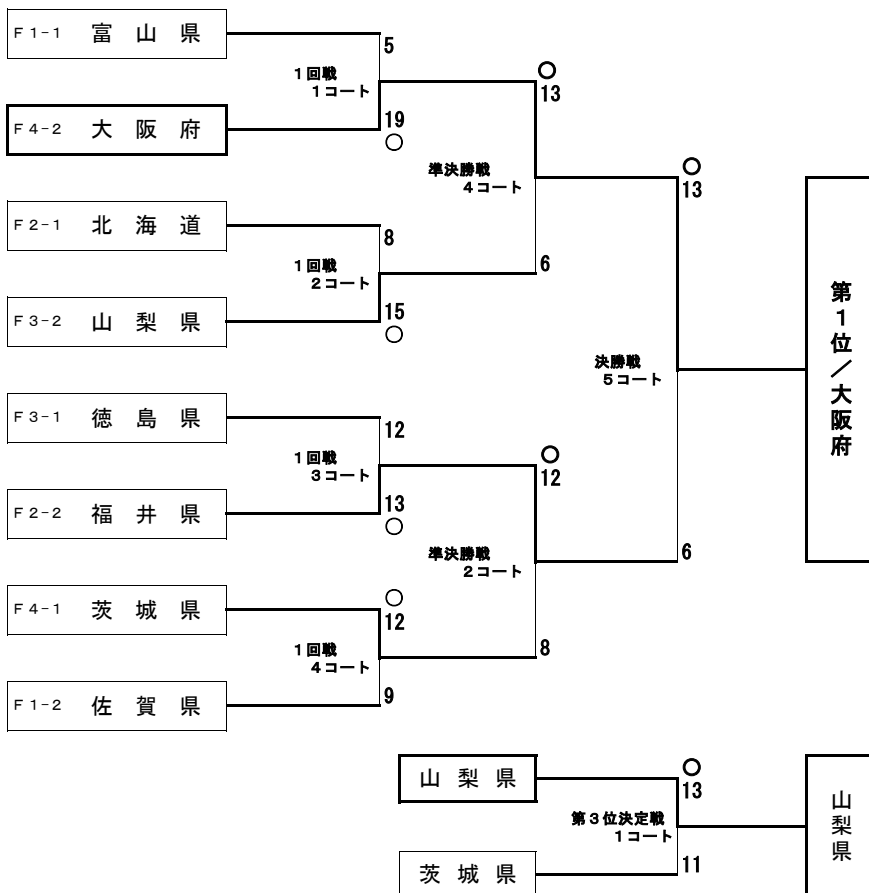 F1-1 富山県
5
1回戦
1コート
○
13
F4-2 大阪府
19
○
準決勝戦
4コート
○
13
F2-1 北海道
8
1回戦
2コート
6
F3-2 山梨県
15
○
第1位/大阪府
決勝戦
5コート
F3-1 徳島県
12
1回戦
3コート
○
12
F2-2 福井県
13
○
準決勝戦
2コート
6
F4-1 茨城県
○
12
1回戦
4コート
8
F1-2 佐賀県
9
山梨県
○
13
第3位決定戦
1コート
山梨県
茨城県
11